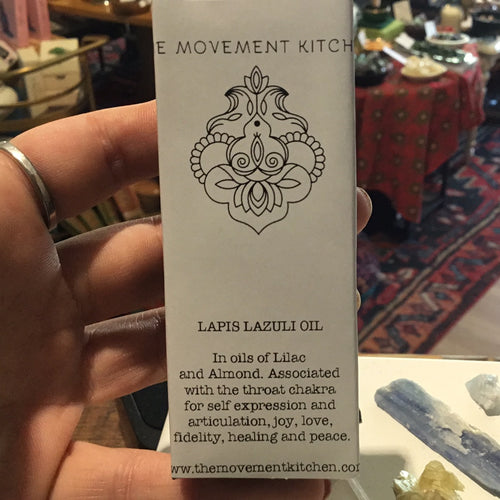 E MOVEMENT KITCH
LAPIS LAZULI OIL
In oils of Lilac
and Almond. Associated
with the throat chakra
for self expression and
articulation, joy, love,
fidelity, healing and peace.
www.themovementkitchen.com